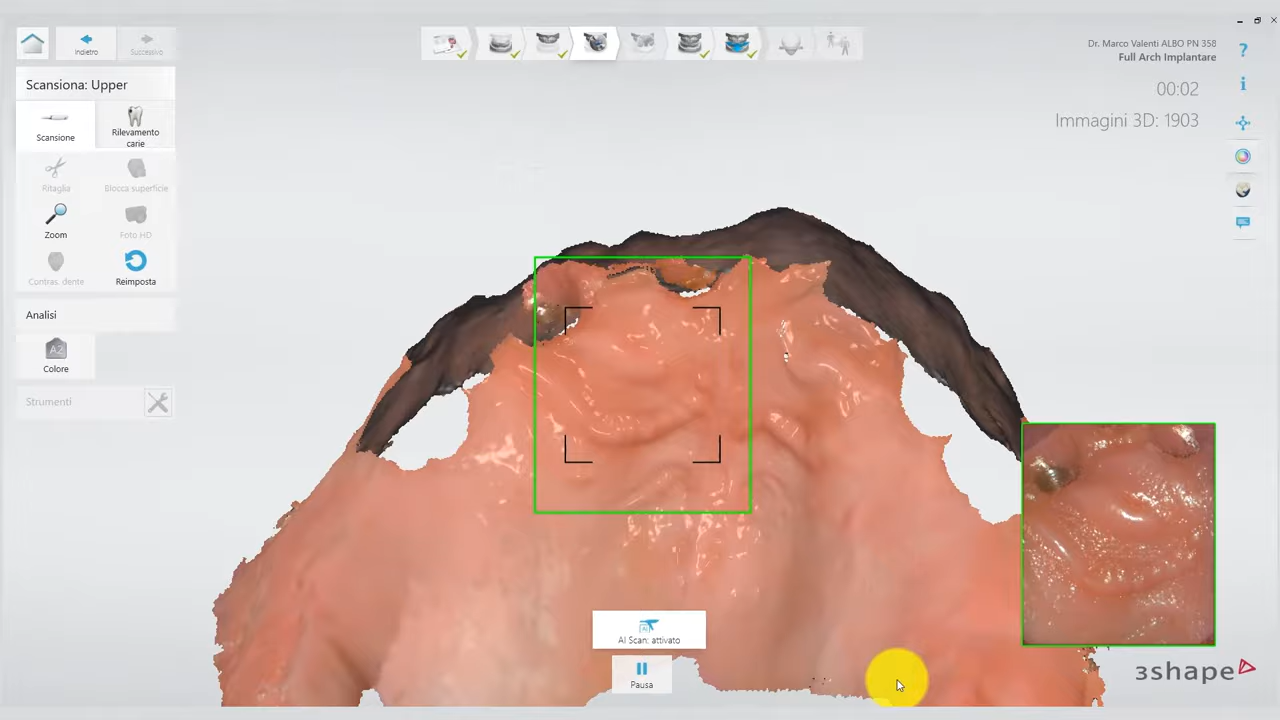 Indietro
Successivo
Dr. Marco Valenti ALBO PN 358
Full Arch Implantare
?
i
Scansiona: Upper
00:02
Immagini 3D: 1903
Scansione
Rilevamento
carie
Ritaglia
Blocca superficie
Zoom
Foto HD
Contras. dente
Reimposta
Analisi
A2
Colore
Strumenti
AI
AI Scan: attivato
Pausa
3shape